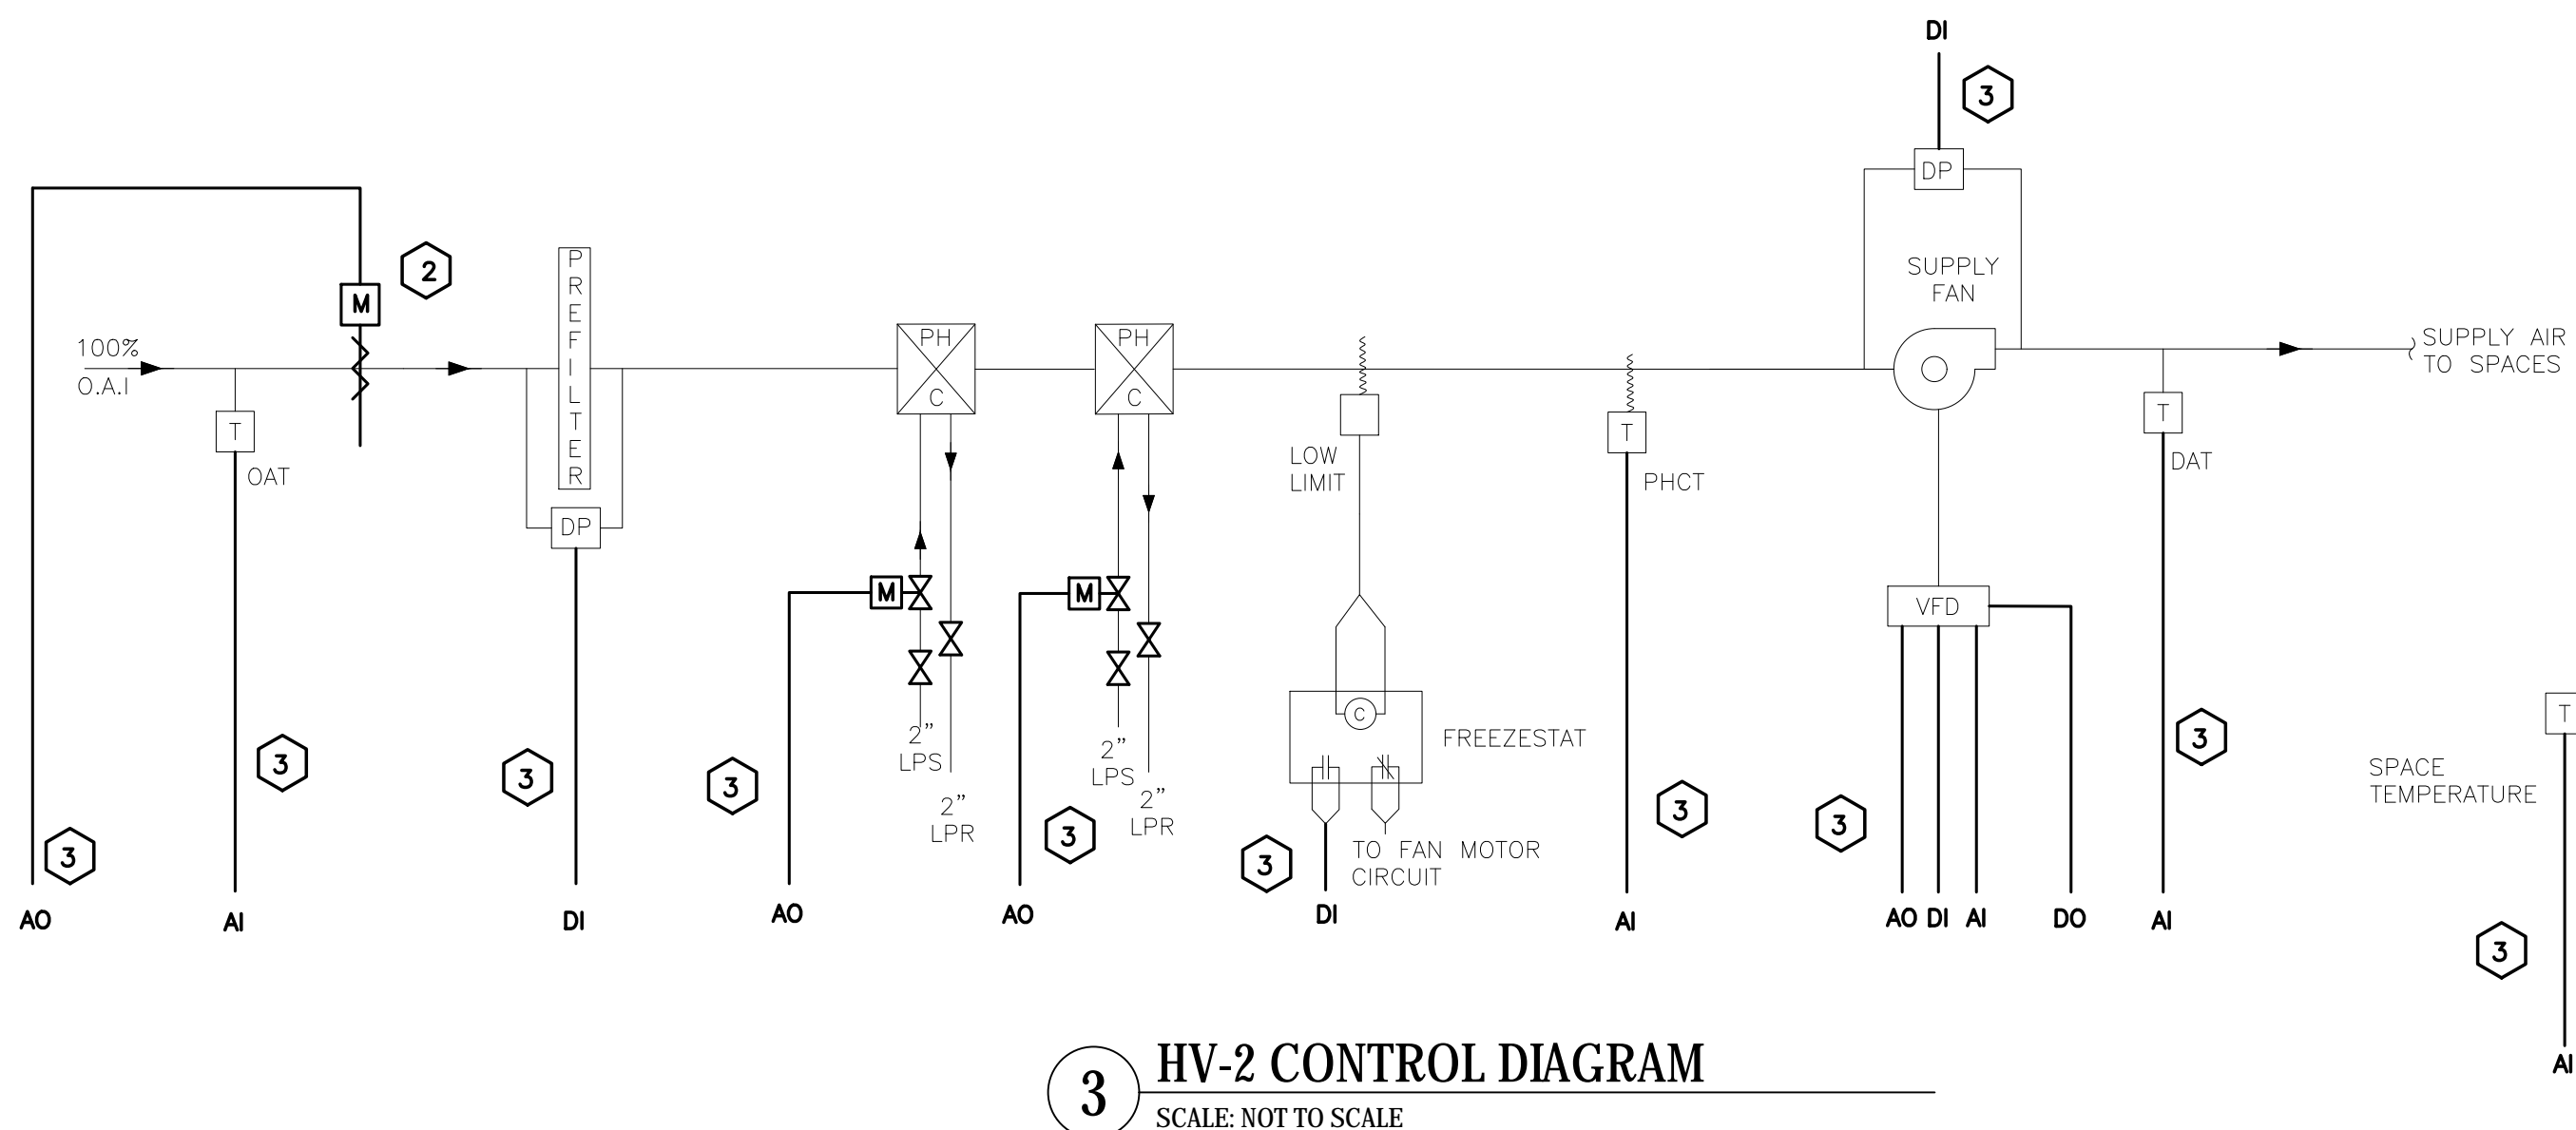 DI
3
DP
SUPPLY
FAN
2
M
PREFILTER
100%
O.A.I
PH
C
PH
C
SUPPLY AIR
TO SPACES
T
OAT
LOW
LIMIT
T
PHCT
T
DAT
DP
M
M
VFD
C
FREEZESTAT
2"
LPS
2"
LPR
2"
LPS
2"
LPR
TO FAN MOTOR
CIRCUIT
T
SPACE
TEMPERATURE
3
3
3
3
3
3
3
3
3
3
AO
AI
DI
AO
AO
DI
AI
AO DI AI
DO
AI
AI
3
HV-2 CONTROL DIAGRAM
SCALE: NOT TO SCALE